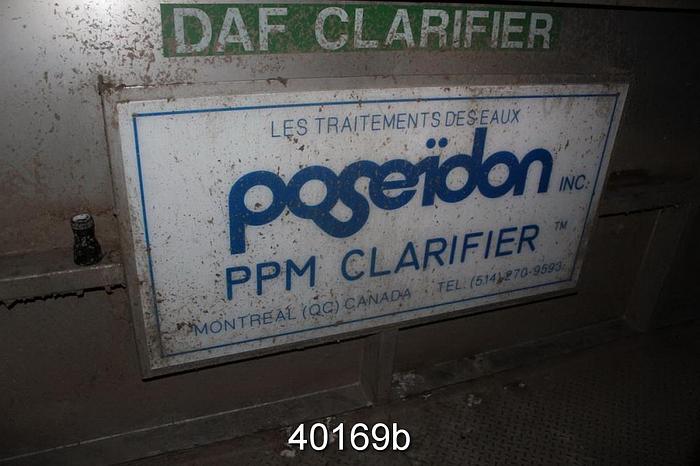 DAF CLARIFIER
LES TRAITEMENTS DES EAUX
poseïdon INC.
PPM CLARIFIER ™
MONTREAL (QC) CANADA TEL. (514) 270-9593
40169b